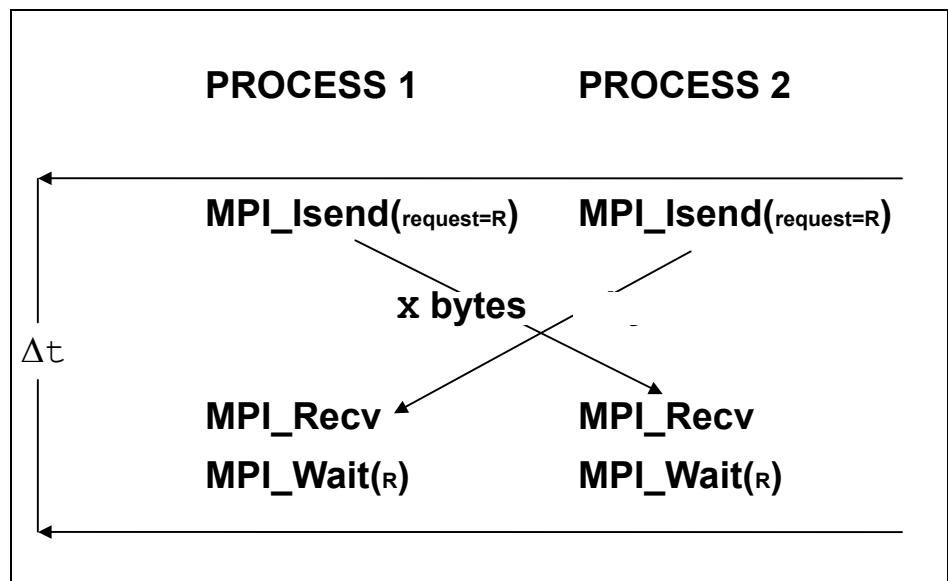 PROCESS 1 PROCESS 2
MPI_Isend(request=R) MPI_Isend(request=R)
x bytes
Δt
MPI_Recv MPI_Recv
MPI_Wait(R) MPI_Wait(R)